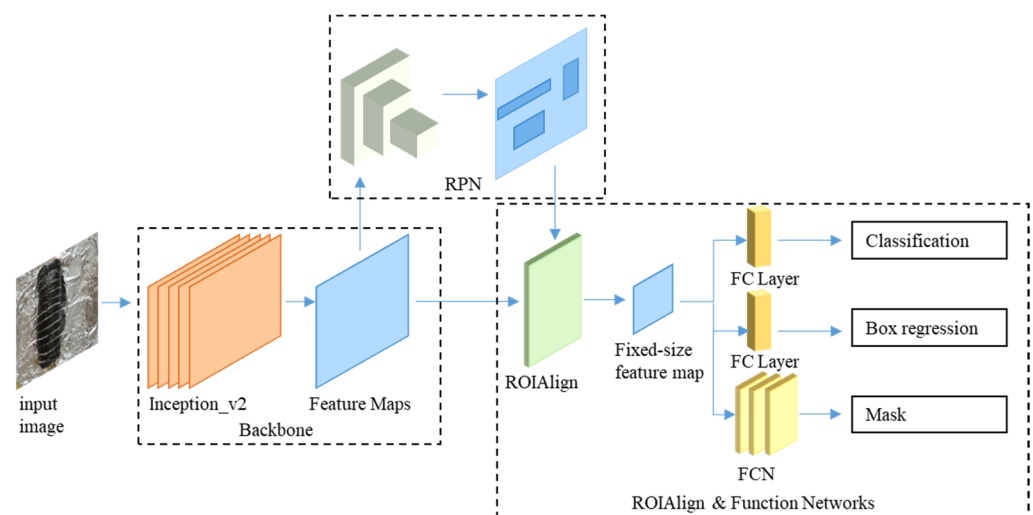 RPN
input
image
Inception_v2
Feature Maps
Backbone
ROIAlign
Fixed-size
feature map
FC Layer
Classification
FC Layer
Box regression
FCN
Mask
ROIAlign & Function Networks